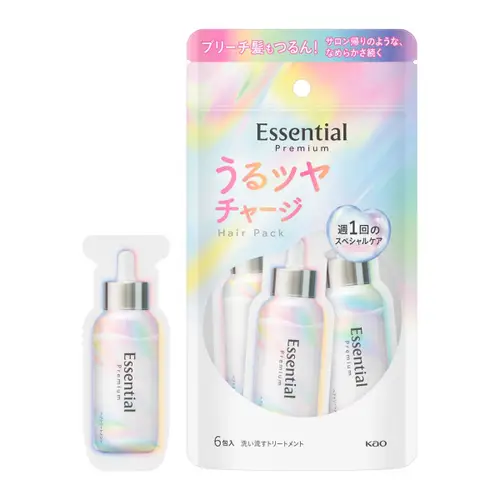 ブリーチ髪もつるん!
サロン帰りのような、
なめらかさ続く
Essential
Premium
うるツヤ
チャージ
Hair Pack
週1回の
スペシャルケア
Essential
Premium
Essential
Premium
Essential
Premium
6包入 洗い流すトリートメント
Kao